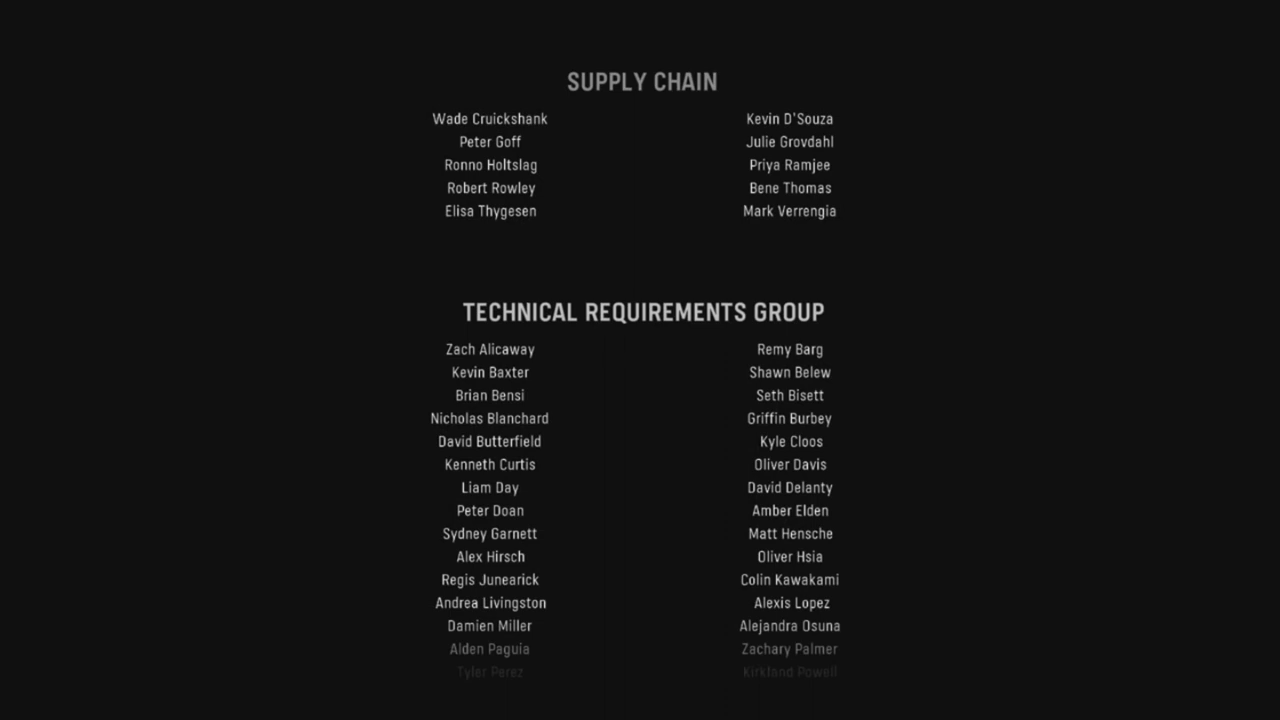 SUPPLY CHAIN
Wade Cruickshank Kevin D'Souza
Peter Goff Julie Grovdahl
Ronno Holtslag Priya Ramjee
Robert Rowley Bene Thomas
Elisa Thygesen Mark Verrengia
TECHNICAL REQUIREMENTS GROUP
Zach Alicaway Remy Barg
Kevin Baxter Shawn Belew
Brian Bensi Seth Bisett
Nicholas Blanchard Griffin Burbey
David Butterfield Kyle Cloos
Kenneth Curtis Oliver Davis
Liam Day David Delanty
Peter Doan Amber Elden
Sydney Garnett Matt Hensche
Alex Hirsch Oliver Hsia
Regis Junearick Colin Kawakami
Andrea Livingston Alexis Lopez
Damien Miller Alejandra Osuna
Alden Paguia Zachary Palmer
Tyler Perez Kirkland Powell